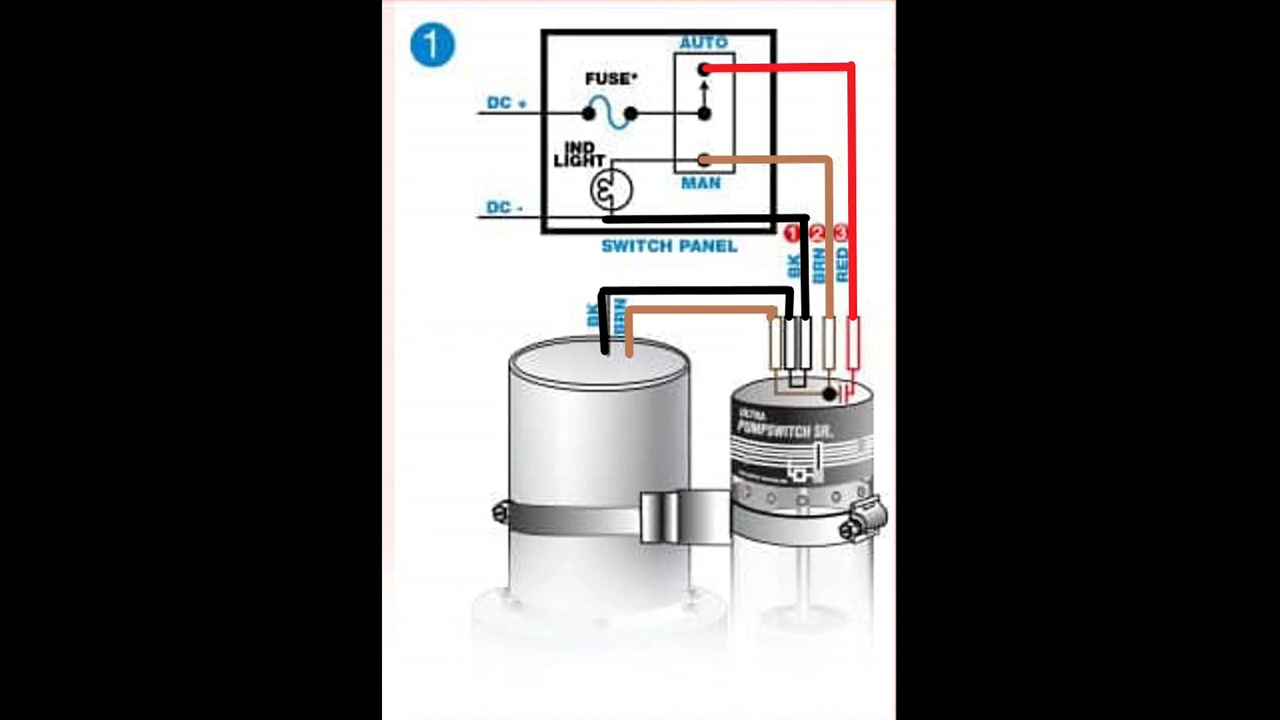 1
AUTO
FUSE*
DC +
IND
LIGHT
MAN
DC -
SWITCH PANEL
1 2 3
BK
BRN
RED
BK
BRN
ULTRA
PUMPSWITCH SR.